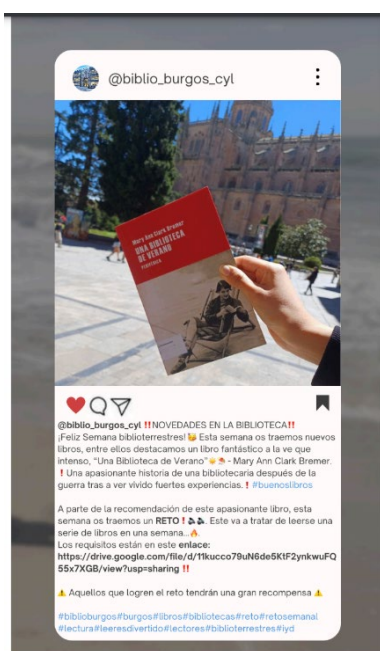 @biblio_burgos_cyl
Mary Ann Clark Bremer
UNA BIBLIOTECA
DE VERANO
PERIFÉRICA
@biblio_burgos_cyl ‼️NOVEDADES EN LA BIBLIOTECA‼️
¡Feliz Semana biblioterrestres!🥳 Esta semana os traemos nuevos
libros, entre ellos destacamos un libro fantástico a la vez que
intenso, “Una Biblioteca de Verano” - Mary Ann Clark Bremer.
❗ Una apasionante historia de una bibliotecaria después de la
guerra tras a ver vivido fuertes experiencias.❗ #buenoslibros
A parte de la recomendación de este apasionante libro, esta
semana os traemos un RETO ❗. Este va a tratar de leerse una
serie de libros en una semana...🔥.
Los requisitos están en este enlace:
https://drive.google.com/file/d/11kucco79uN6de5KtF2ynkwuFQ
55x7XGB/view?usp=sharing ‼️
⚠️ Aquellos que logren el reto tendrán una gran recompensa ⚠️
#biblioburgos#burgos#libros#bibliotecas#reto#retosemanal
#lectura#leeresdivertido#lectores#biblioterrestres#iyd